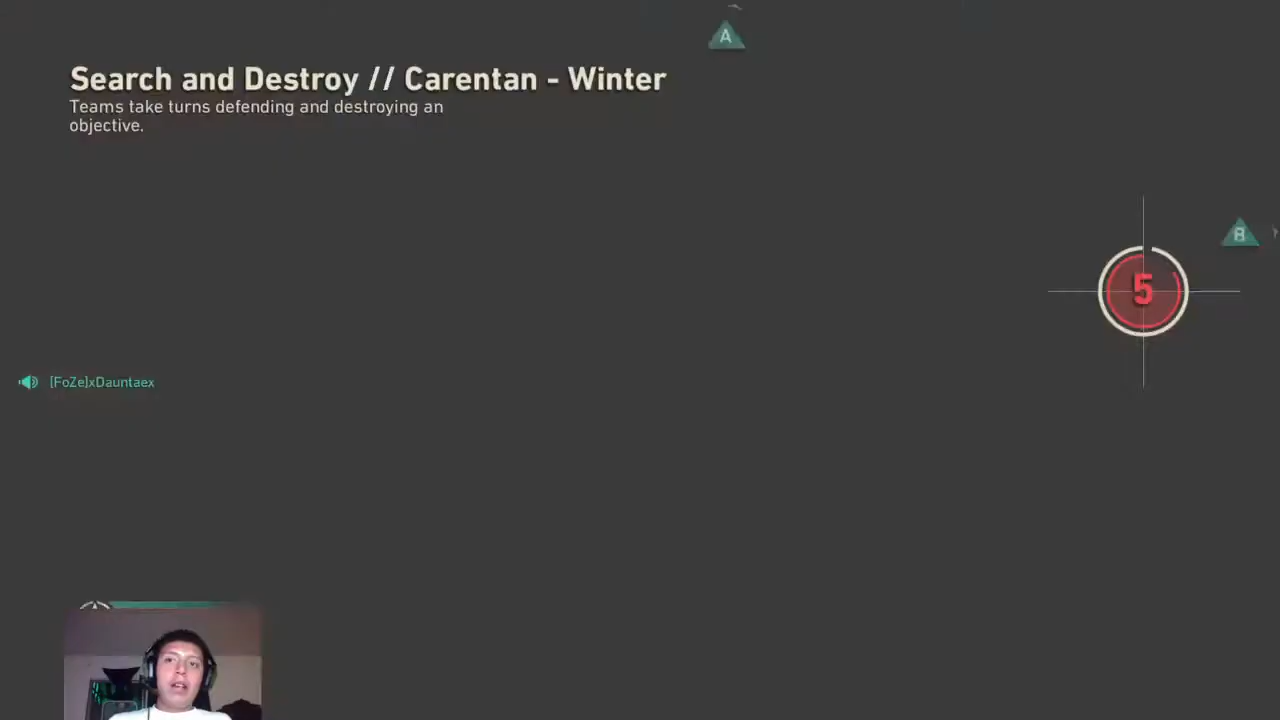 A
Search and Destroy // Carentan - Winter
Teams take turns defending and destroying an
objective.
B
5
[FoZe]xDauntaex